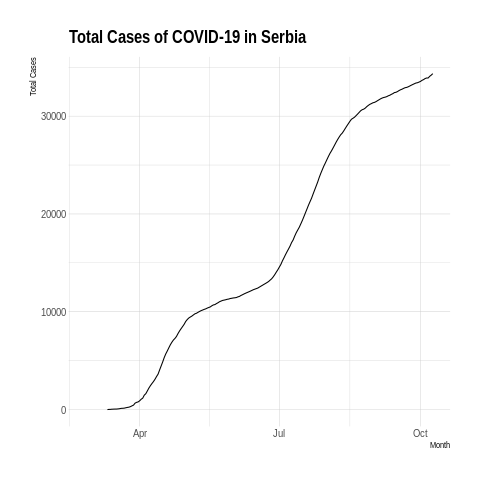 Total Cases of COVID-19 in Serbia
Total Cases
30000
20000
10000
0
Apr
Jul
Oct
Month